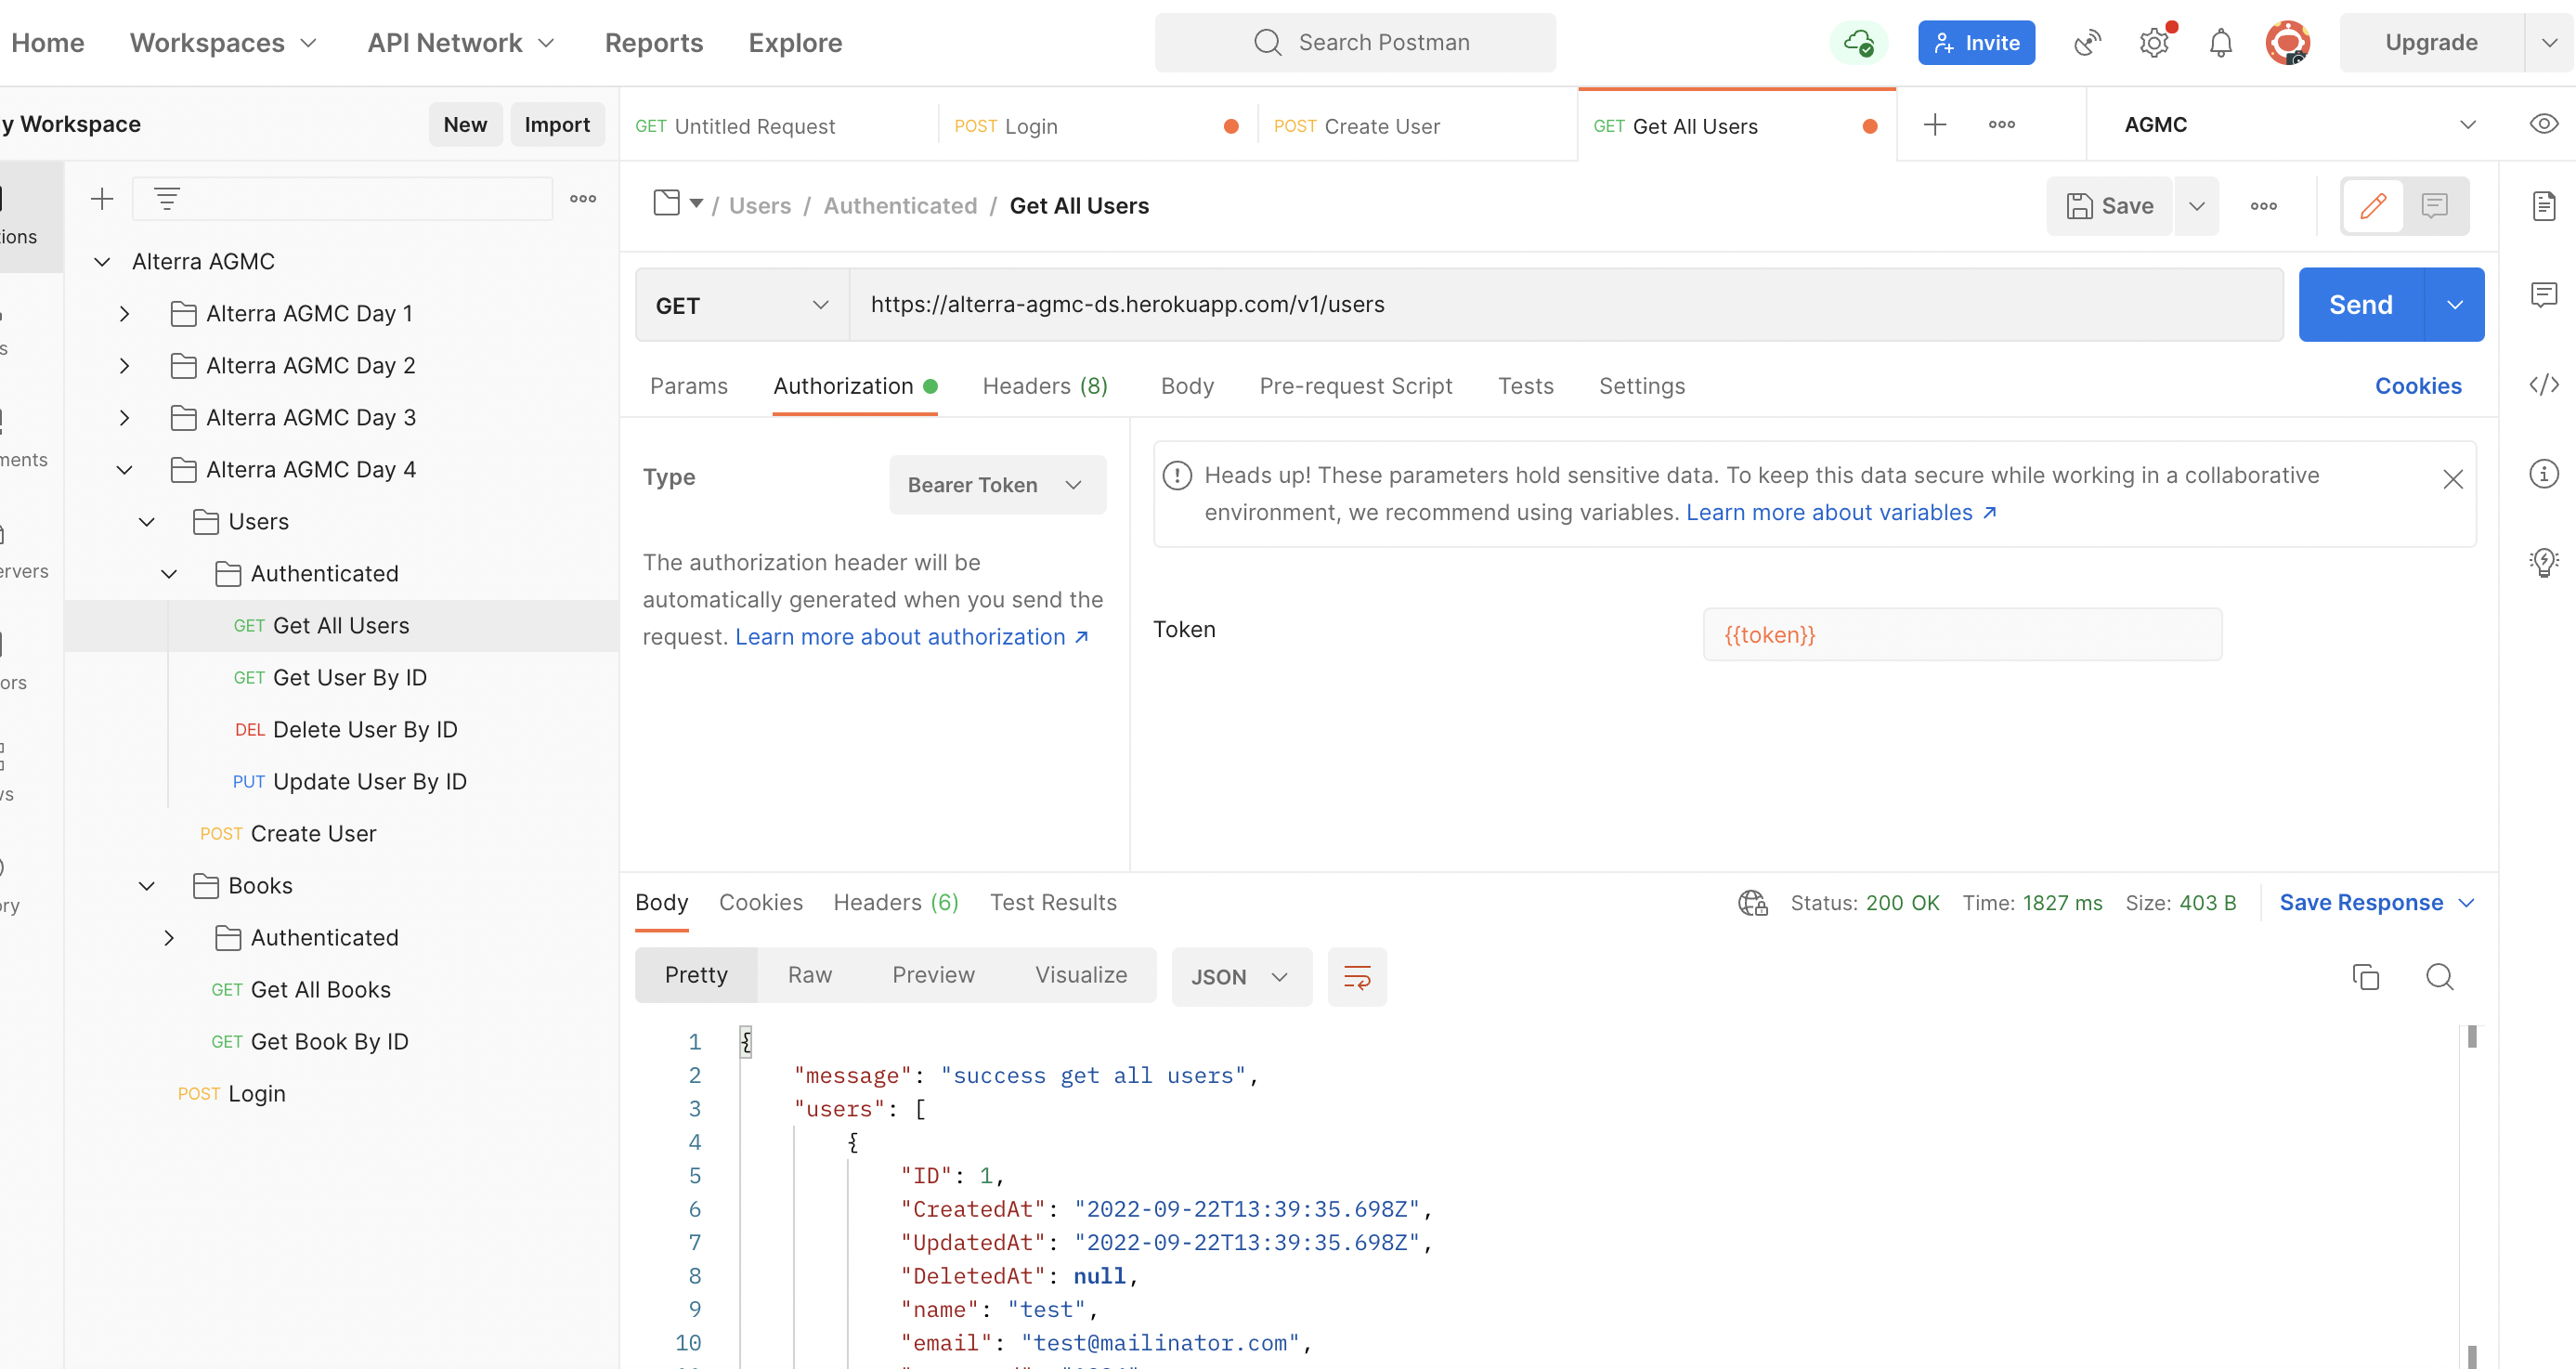 Home Workspaces API Network Reports Explore Search Postman Invite Upgrade
y Workspace New Import GET Untitled Request POST Login POST Create User GET Get All Users AGMC
/ Users / Authenticated / Get All Users Save
ions
Alterra AGMC
Alterra AGMC Day 1
GET https://alterra-agmc-ds.herokuapp.com/v1/users Send
s
Alterra AGMC Day 2
Params Authorization Headers (8) Body Pre-request Script Tests Settings Cookies
Alterra AGMC Day 3
ments
Alterra AGMC Day 4
Type Bearer Token
Heads up! These parameters hold sensitive data. To keep this data secure while working in a collaborative
environment, we recommend using variables. Learn more about variables ↗
Users
ervers
Authenticated
The authorization header will be
automatically generated when you send the
request. Learn more about authorization ↗
Token {{token}}
GET Get All Users
GET Get User By ID
ors
DEL Delete User By ID
PUT Update User By ID
vs
POST Create User
Books
ory
Authenticated
GET Get All Books
GET Get Book By ID
POST Login
Body Cookies Headers (6) Test Results Status: 200 OK Time: 1827 ms Size: 403 B Save Response
Pretty Raw Preview Visualize JSON
1 {
2 "message": "success get all users",
3 "users": [
4 {
5 "ID": 1,
6 "CreatedAt": "2022-09-22T13:39:35.698Z",
7 "UpdatedAt": "2022-09-22T13:39:35.698Z",
8 "DeletedAt": null,
9 "name": "test",
10 "email": "test@mailinator.com",